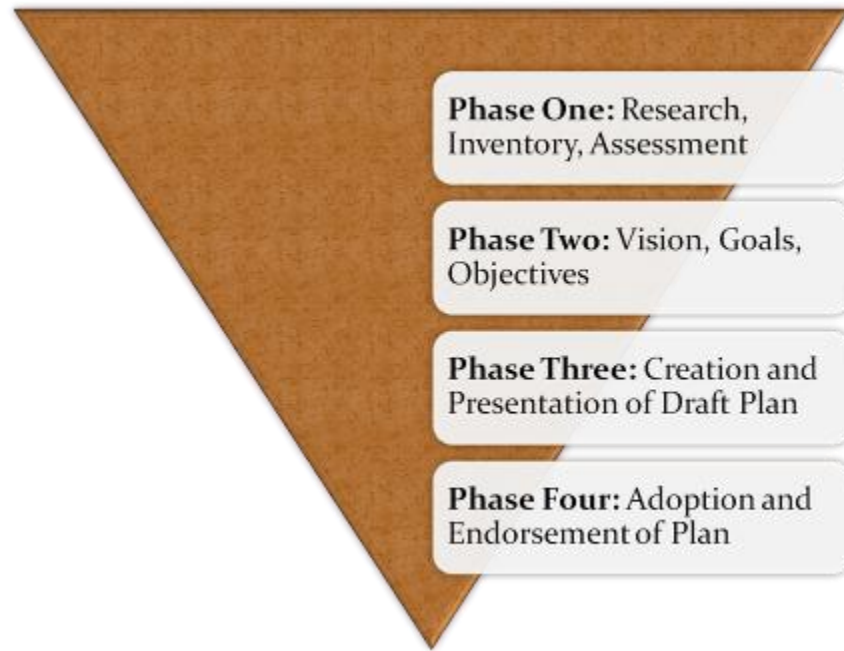 Phase One: Research,
Inventory, Assessment
Phase Two: Vision, Goals,
Objectives
Phase Three: Creation and
Presentation of Draft Plan
Phase Four: Adoption and
Endorsement of Plan